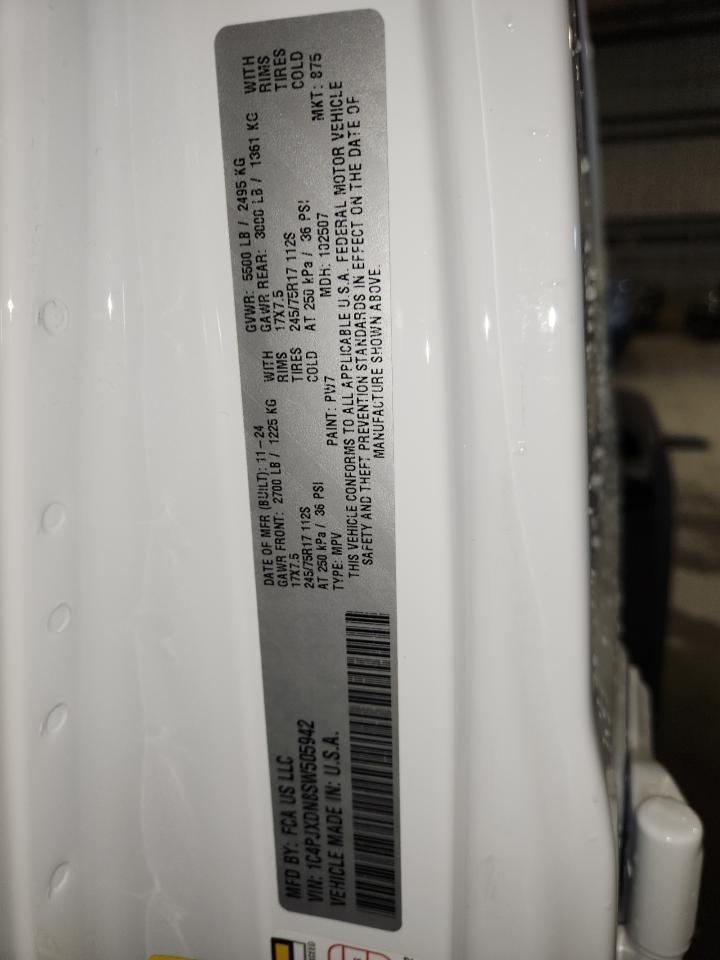 MFD BY: FCA US LLC
VIN: 1C4PJXDN8SW505942
VEHICLE MADE IN: U.S.A.
DATE OF MFR (BUILT): 11-24
GAWR FRONT: 2700 LB / 1225 KG WITH
17X7.5 RIMS
245/75R17 112S TIRES
AT 250 kPa / 36 PSI COLD
GVWR: 5500 LB / 2495 KG
GAWR REAR: 3000 LB / 1361 KG WITH
17X7.5 RIMS
245/75R17 112S TIRES
AT 250 kPa / 36 PSI COLD
TYPE: MPV PAINT: PW7 MDH: 102507 MKT: 875
THIS VEHICLE CONFORMS TO ALL APPLICABLE U.S.A. FEDERAL MOTOR VEHICLE
SAFETY AND THEFT PREVENTION STANDARDS IN EFFECT ON THE DATE OF
MANUFACTURE SHOWN ABOVE.